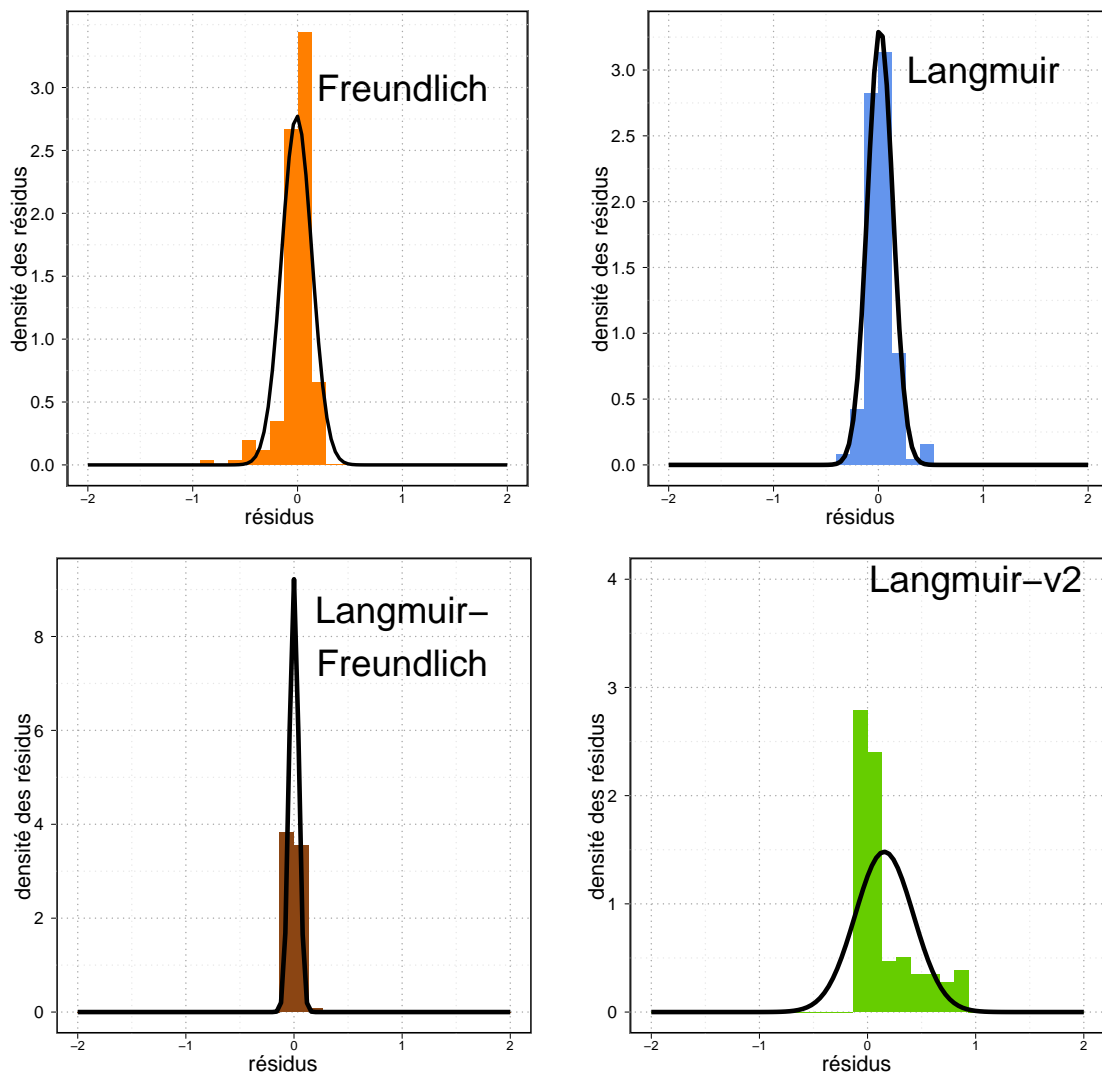 Freundlich
densité des résidus
3.0
2.5
2.0
1.5
1.0
0.5
0.0
−2 −1 0 1 2
résidus
Langmuir
densité des résidus
3.0
2.5
2.0
1.5
1.0
0.5
0.0
−2 −1 0 1 2
résidus
Langmuir−
Freundlich
densité des résidus
8
6
4
2
0
−2 −1 0 1 2
résidus
Langmuir−v2
densité des résidus
4
3
2
1
0
−2 −1 0 1 2
résidus